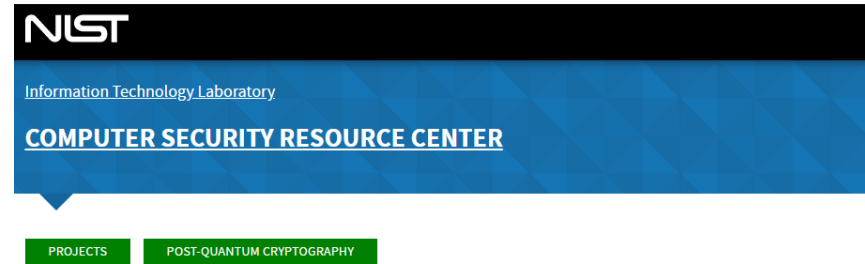 NIST
Information Technology Laboratory
COMPUTER SECURITY RESOURCE CENTER
PROJECTS POST-QUANTUM CRYPTOGRAPHY